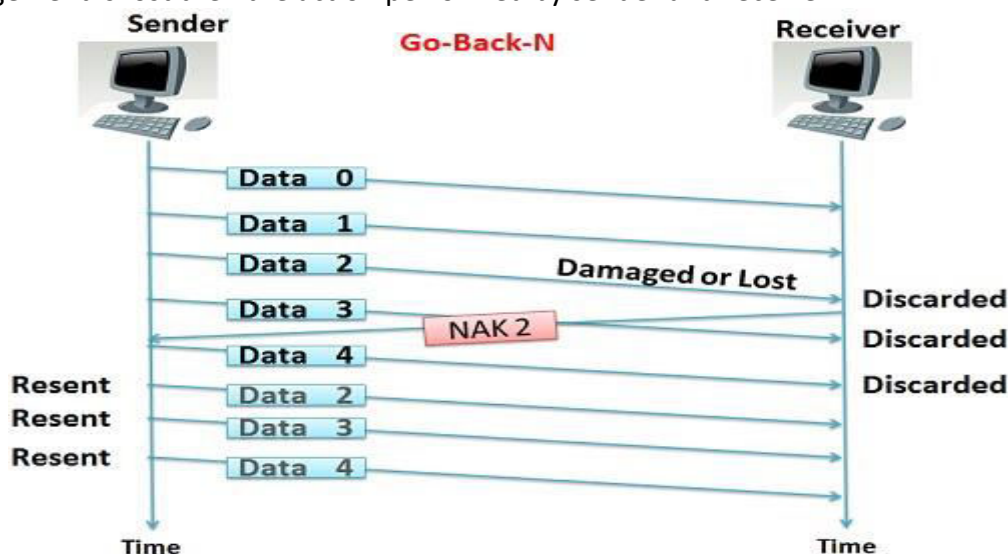 Sender
Receiver
Go-Back-N
Data 0
Data 1
Data 2
Damaged or Lost
Discarded
Data 3
NAK 2
Discarded
Data 4
Discarded
Resent
Data 2
Resent
Data 3
Resent
Data 4
Time
Time